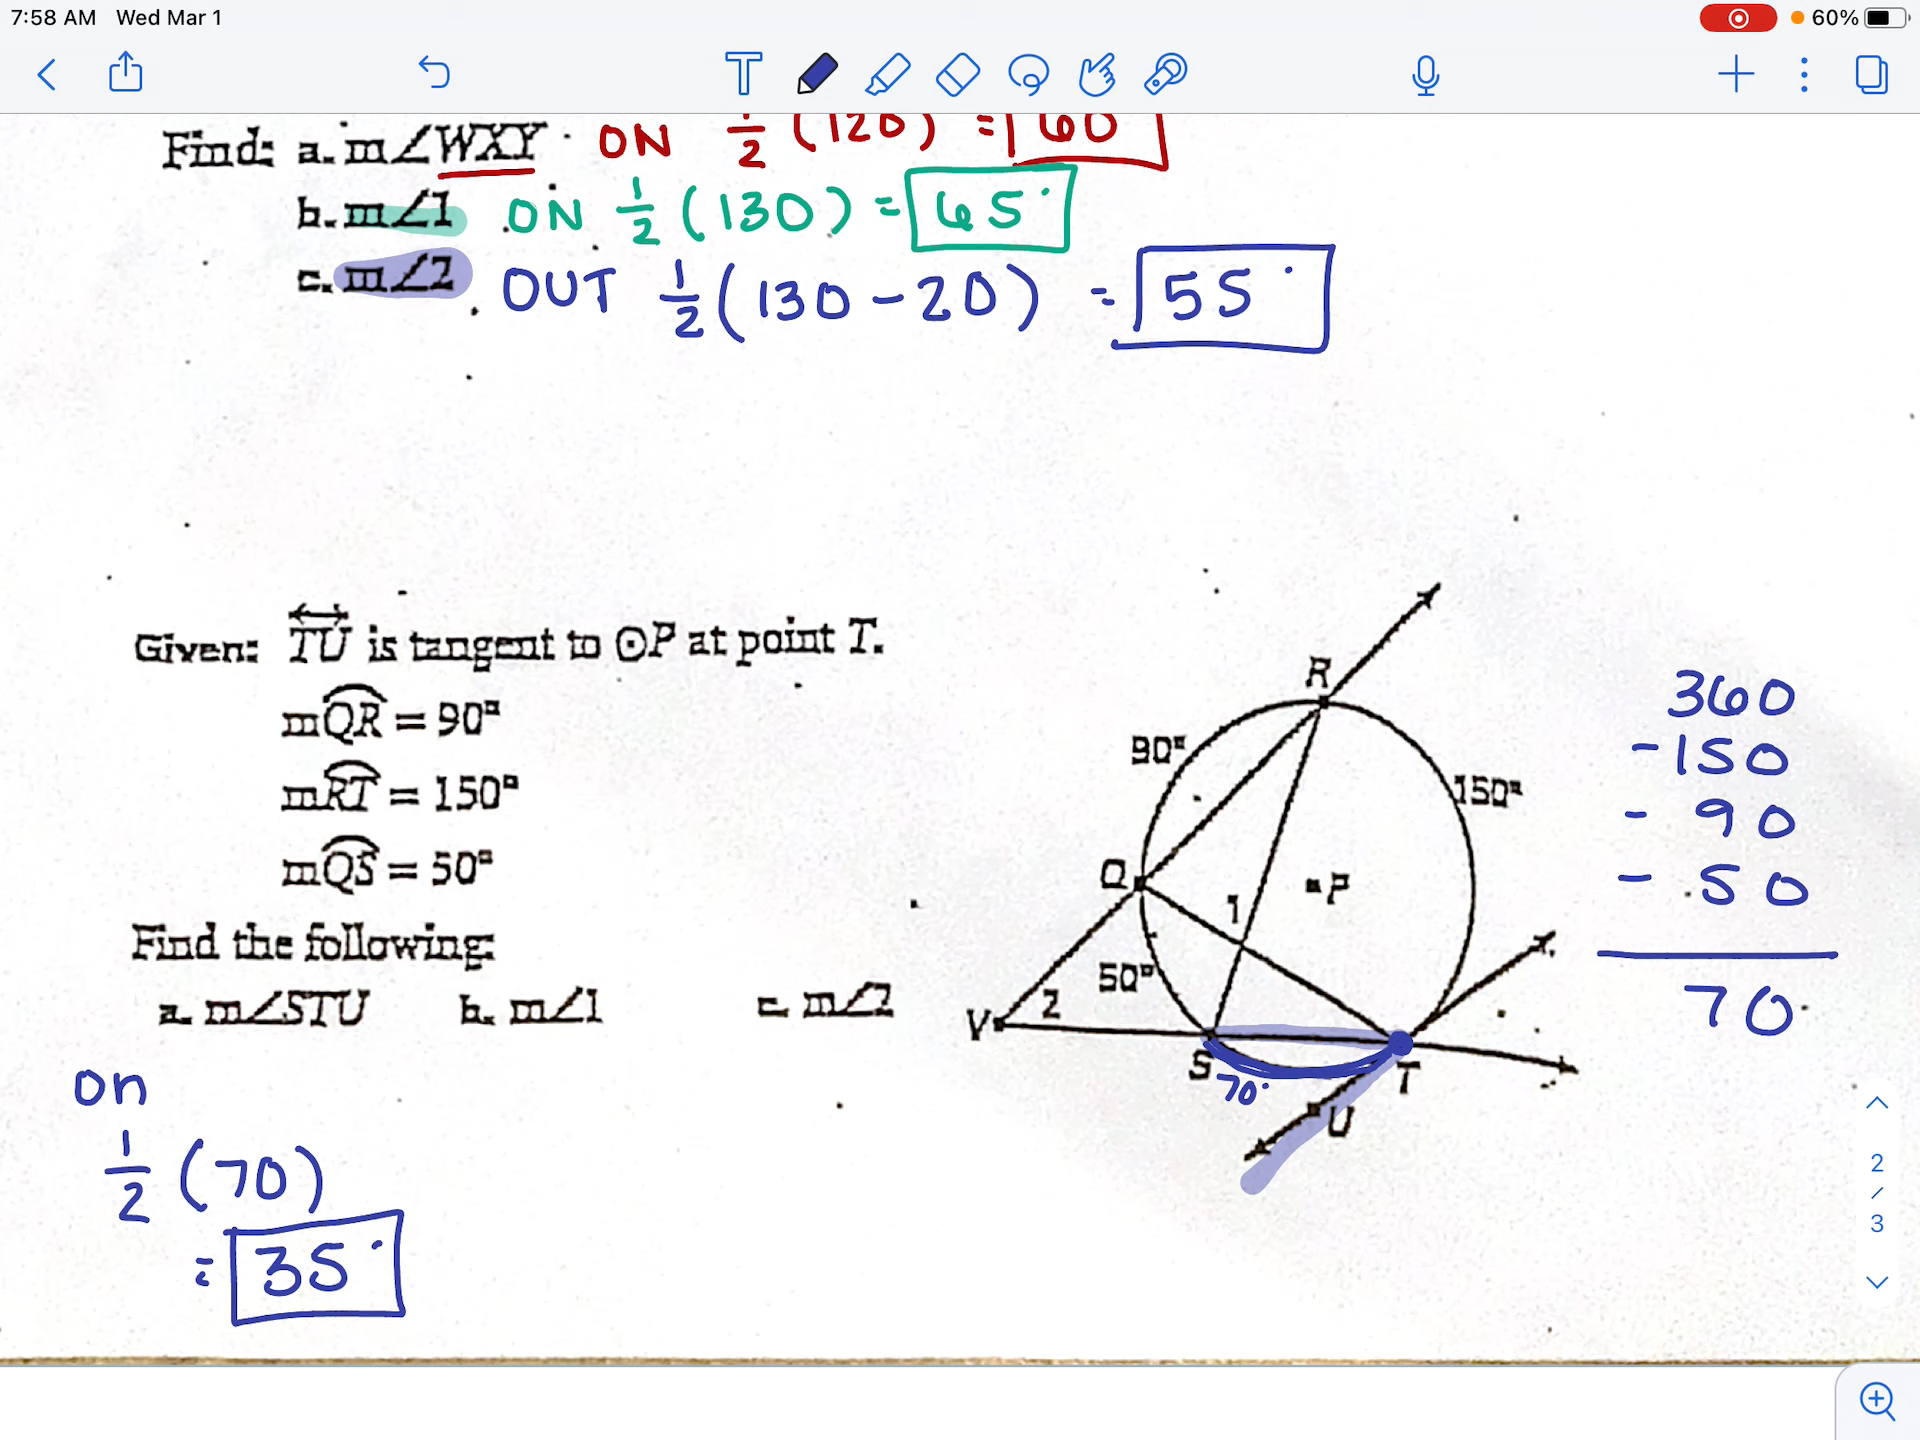 7:58 AM Wed Mar 1
60%
T
Find: a. m∠WXY ON 1/2 (120) = 60
b. m∠1 ON 1/2 (130) = 65°
c. m∠2 OUT 1/2 (130 - 20) = 55°
Given: TU is tangent to ⊙P at point T.
mQR = 90°
mRT = 150°
mQS = 50°
Find the following:
a. m∠STU b. m∠1 c. m∠2
on
1/2 (70)
= 35°
R
90°
150°
Q
1
P
50°
V
2
S
70°
T
U
360
-150
- 90
- 50
70
2
/
3